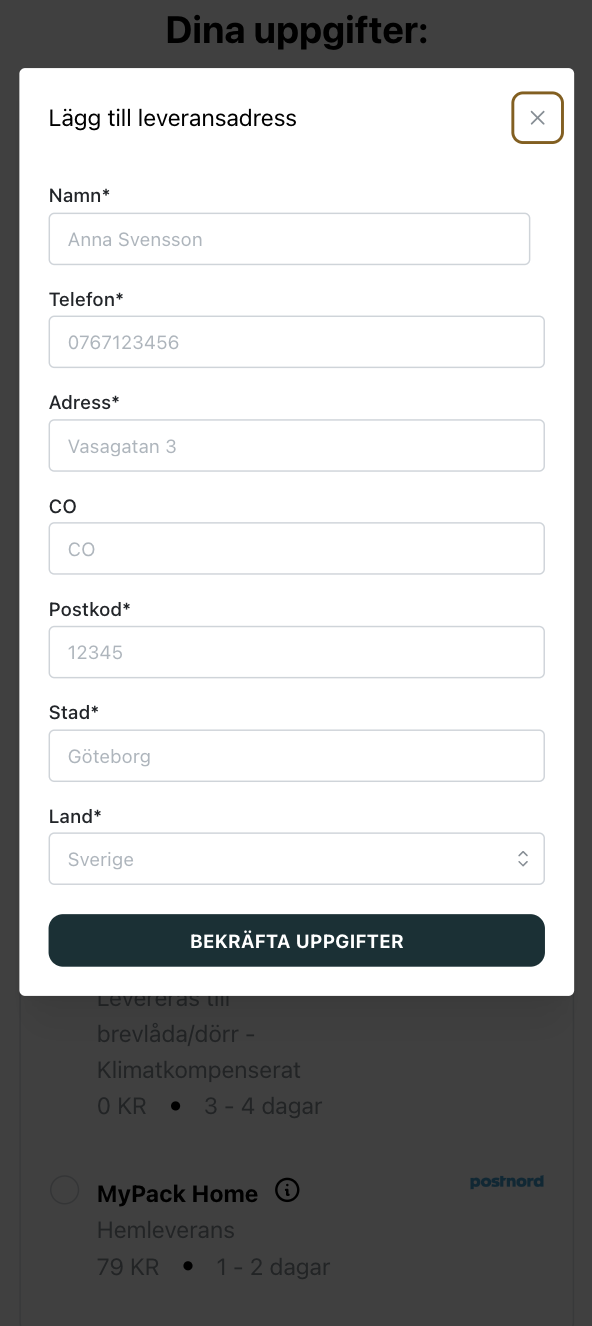 Dina uppgifter:
Lägg till leveransadress
Namn*
Anna Svensson
Telefon*
0767123456
Adress*
Vasagatan 3
CO
CO
Postkod*
12345
Stad*
Göteborg
Land*
Sverige
BEKRÄFTA UPPGIFTER
Levereras till
brevlåda/dörr -
Klimatkompenserat
0 KR • 3 - 4 dagar
MyPack Home
postnord
Hemleverans
79 KR • 1 - 2 dagar